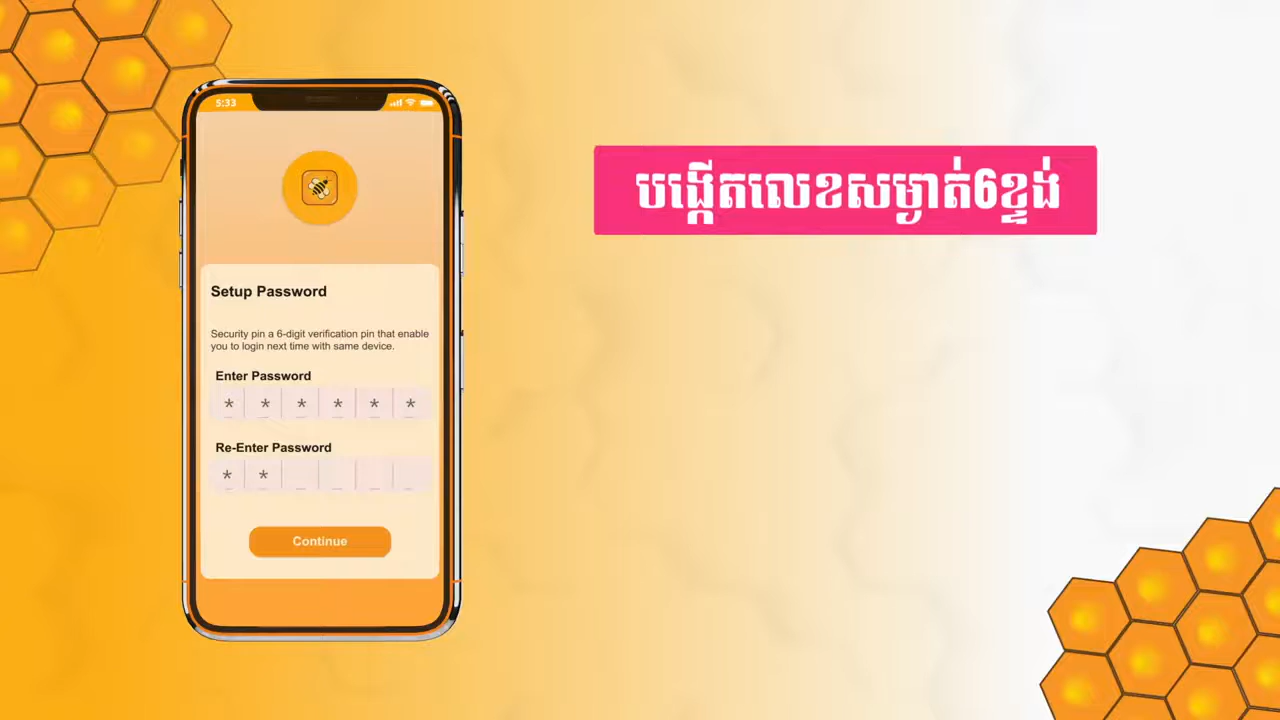 5:33
បង្កើតលេខសម្ងាត់6ខ្ទង់
Setup Password
Security pin a 6-digit verification pin that enable
you to login next time with same device.
Enter Password
* * * * * *
Re-Enter Password
* *
Continue